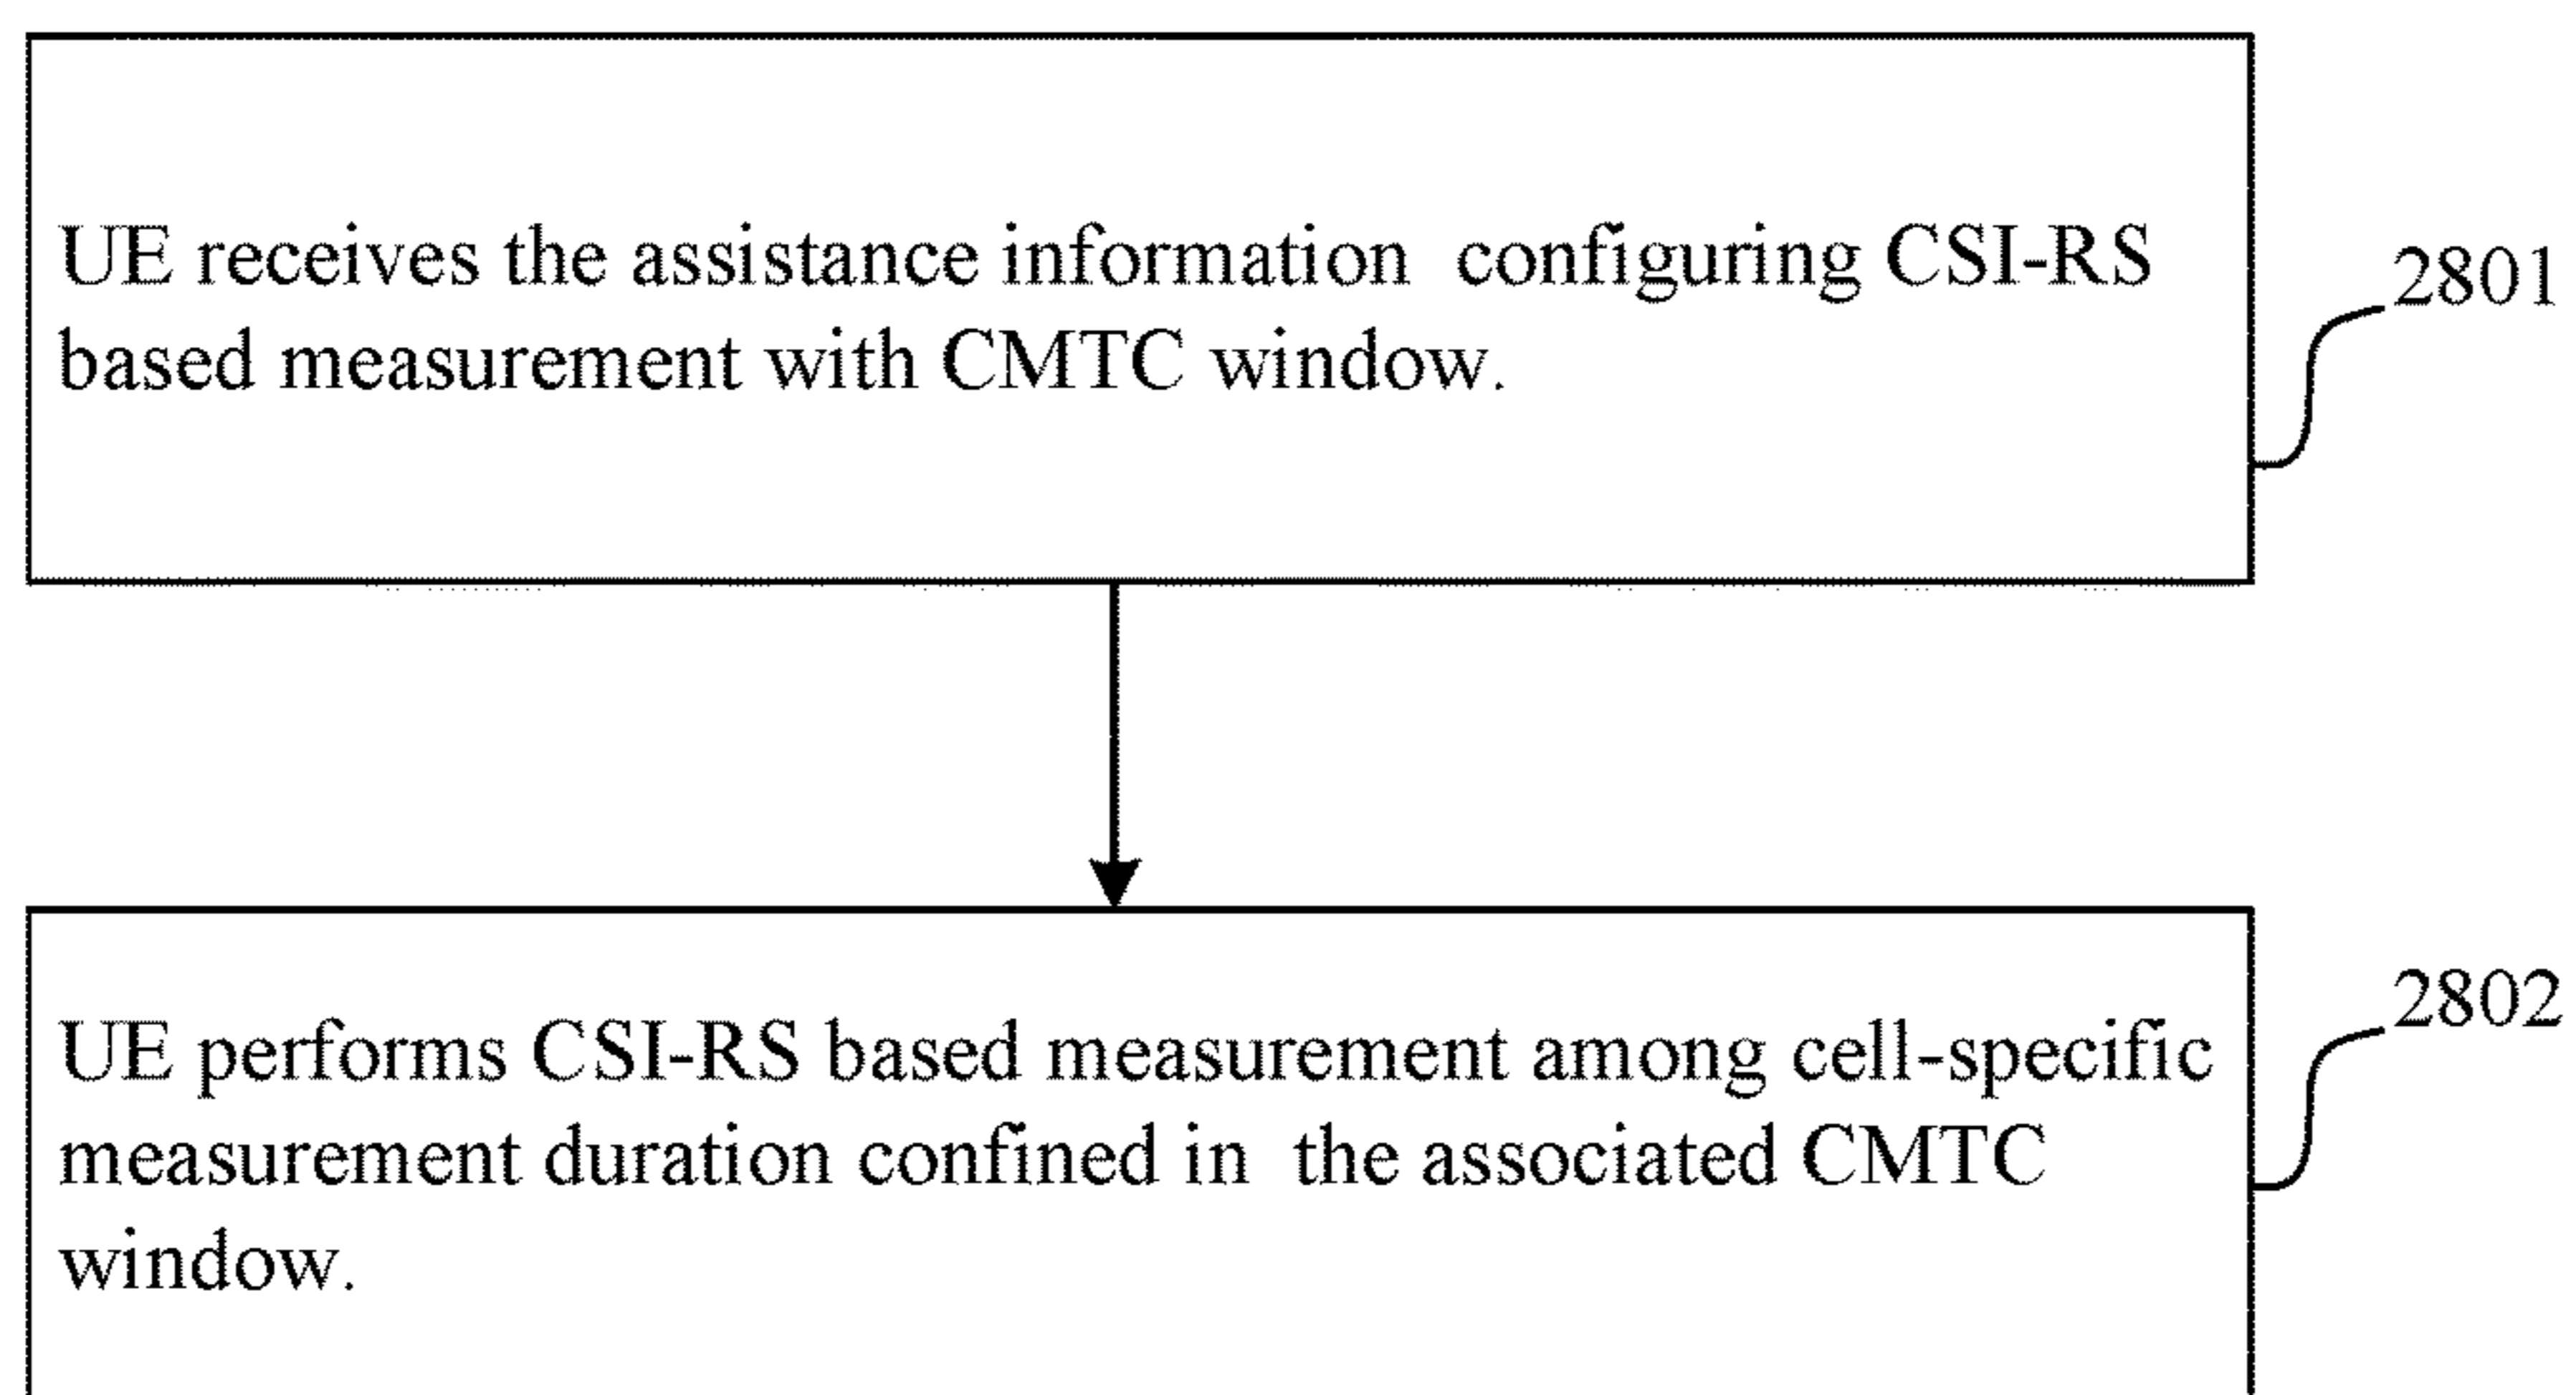 UE receives the assistance information configuring CSI-RS
based measurement with CMTC window.
2801
UE performs CSI-RS based measurement among cell-specific
measurement duration confined in the associated CMTC
window.
2802